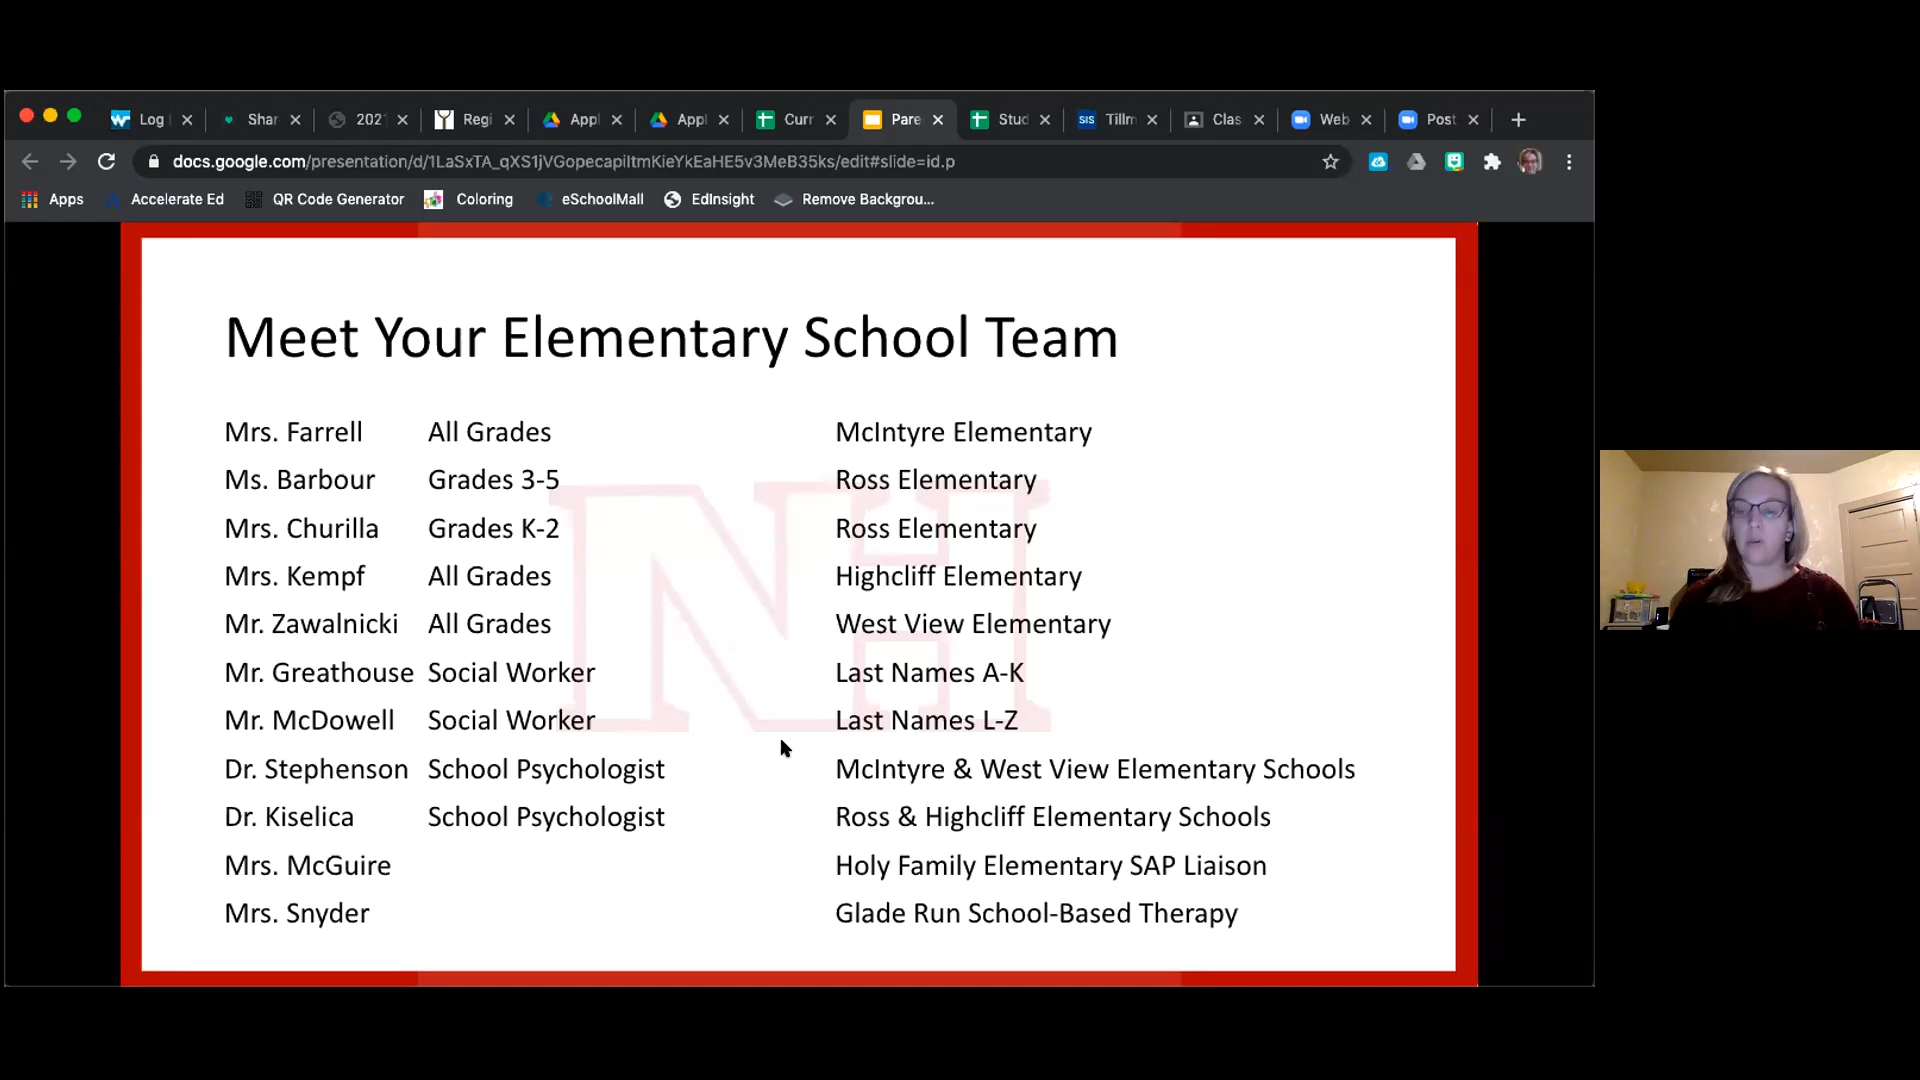 Log
Shar
2021
Regi
Appl
Appl
Curr
Pare
Stud
SIS Tillm
Clas
Web
Post
docs.google.com/presentation/d/1LaSxTA_qXS1jVGopecapiItmKieYkEaHE5v3MeB35ks/edit#slide=id.p
Apps Accelerate Ed QR Code Generator Coloring eSchoolMall EdInsight Remove Backgrou...
Meet Your Elementary School Team
Mrs. Farrell All Grades McIntyre Elementary
Ms. Barbour Grades 3-5 Ross Elementary
Mrs. Churilla Grades K-2 Ross Elementary
Mrs. Kempf All Grades Highcliff Elementary
Mr. Zawalnicki All Grades West View Elementary
Mr. Greathouse Social Worker Last Names A-K
Mr. McDowell Social Worker Last Names L-Z
Dr. Stephenson School Psychologist McIntyre & West View Elementary Schools
Dr. Kiselica School Psychologist Ross & Highcliff Elementary Schools
Mrs. McGuire Holy Family Elementary SAP Liaison
Mrs. Snyder Glade Run School-Based Therapy
NH